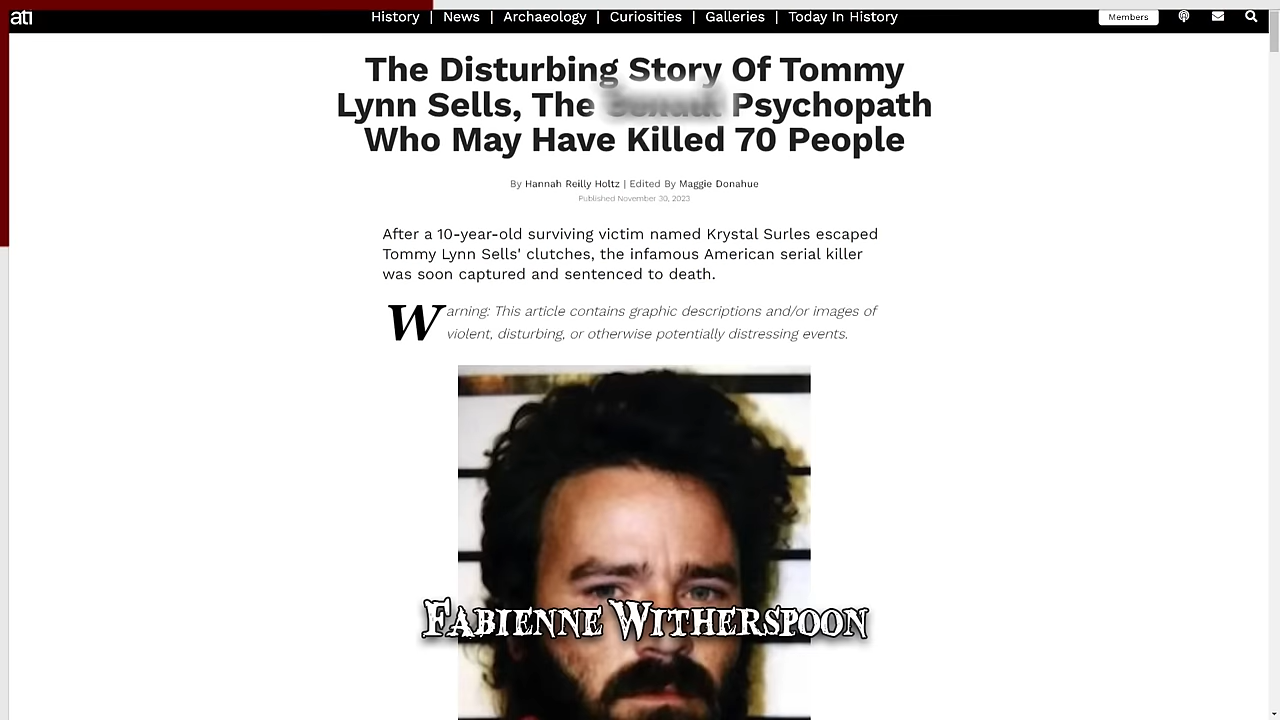 ati
History | News | Archaeology | Curiosities | Galleries | Today In History
Members
The Disturbing Story Of Tommy
Lynn Sells, The Psychopath
Who May Have Killed 70 People
By Hannah Reilly Holtz | Edited By Maggie Donahue
Published November 30, 2023
After a 10-year-old surviving victim named Krystal Surles escaped
Tommy Lynn Sells' clutches, the infamous American serial killer
was soon captured and sentenced to death.
Warning: This article contains graphic descriptions and/or images of
violent, disturbing, or otherwise potentially distressing events.
Fabienne Witherspoon